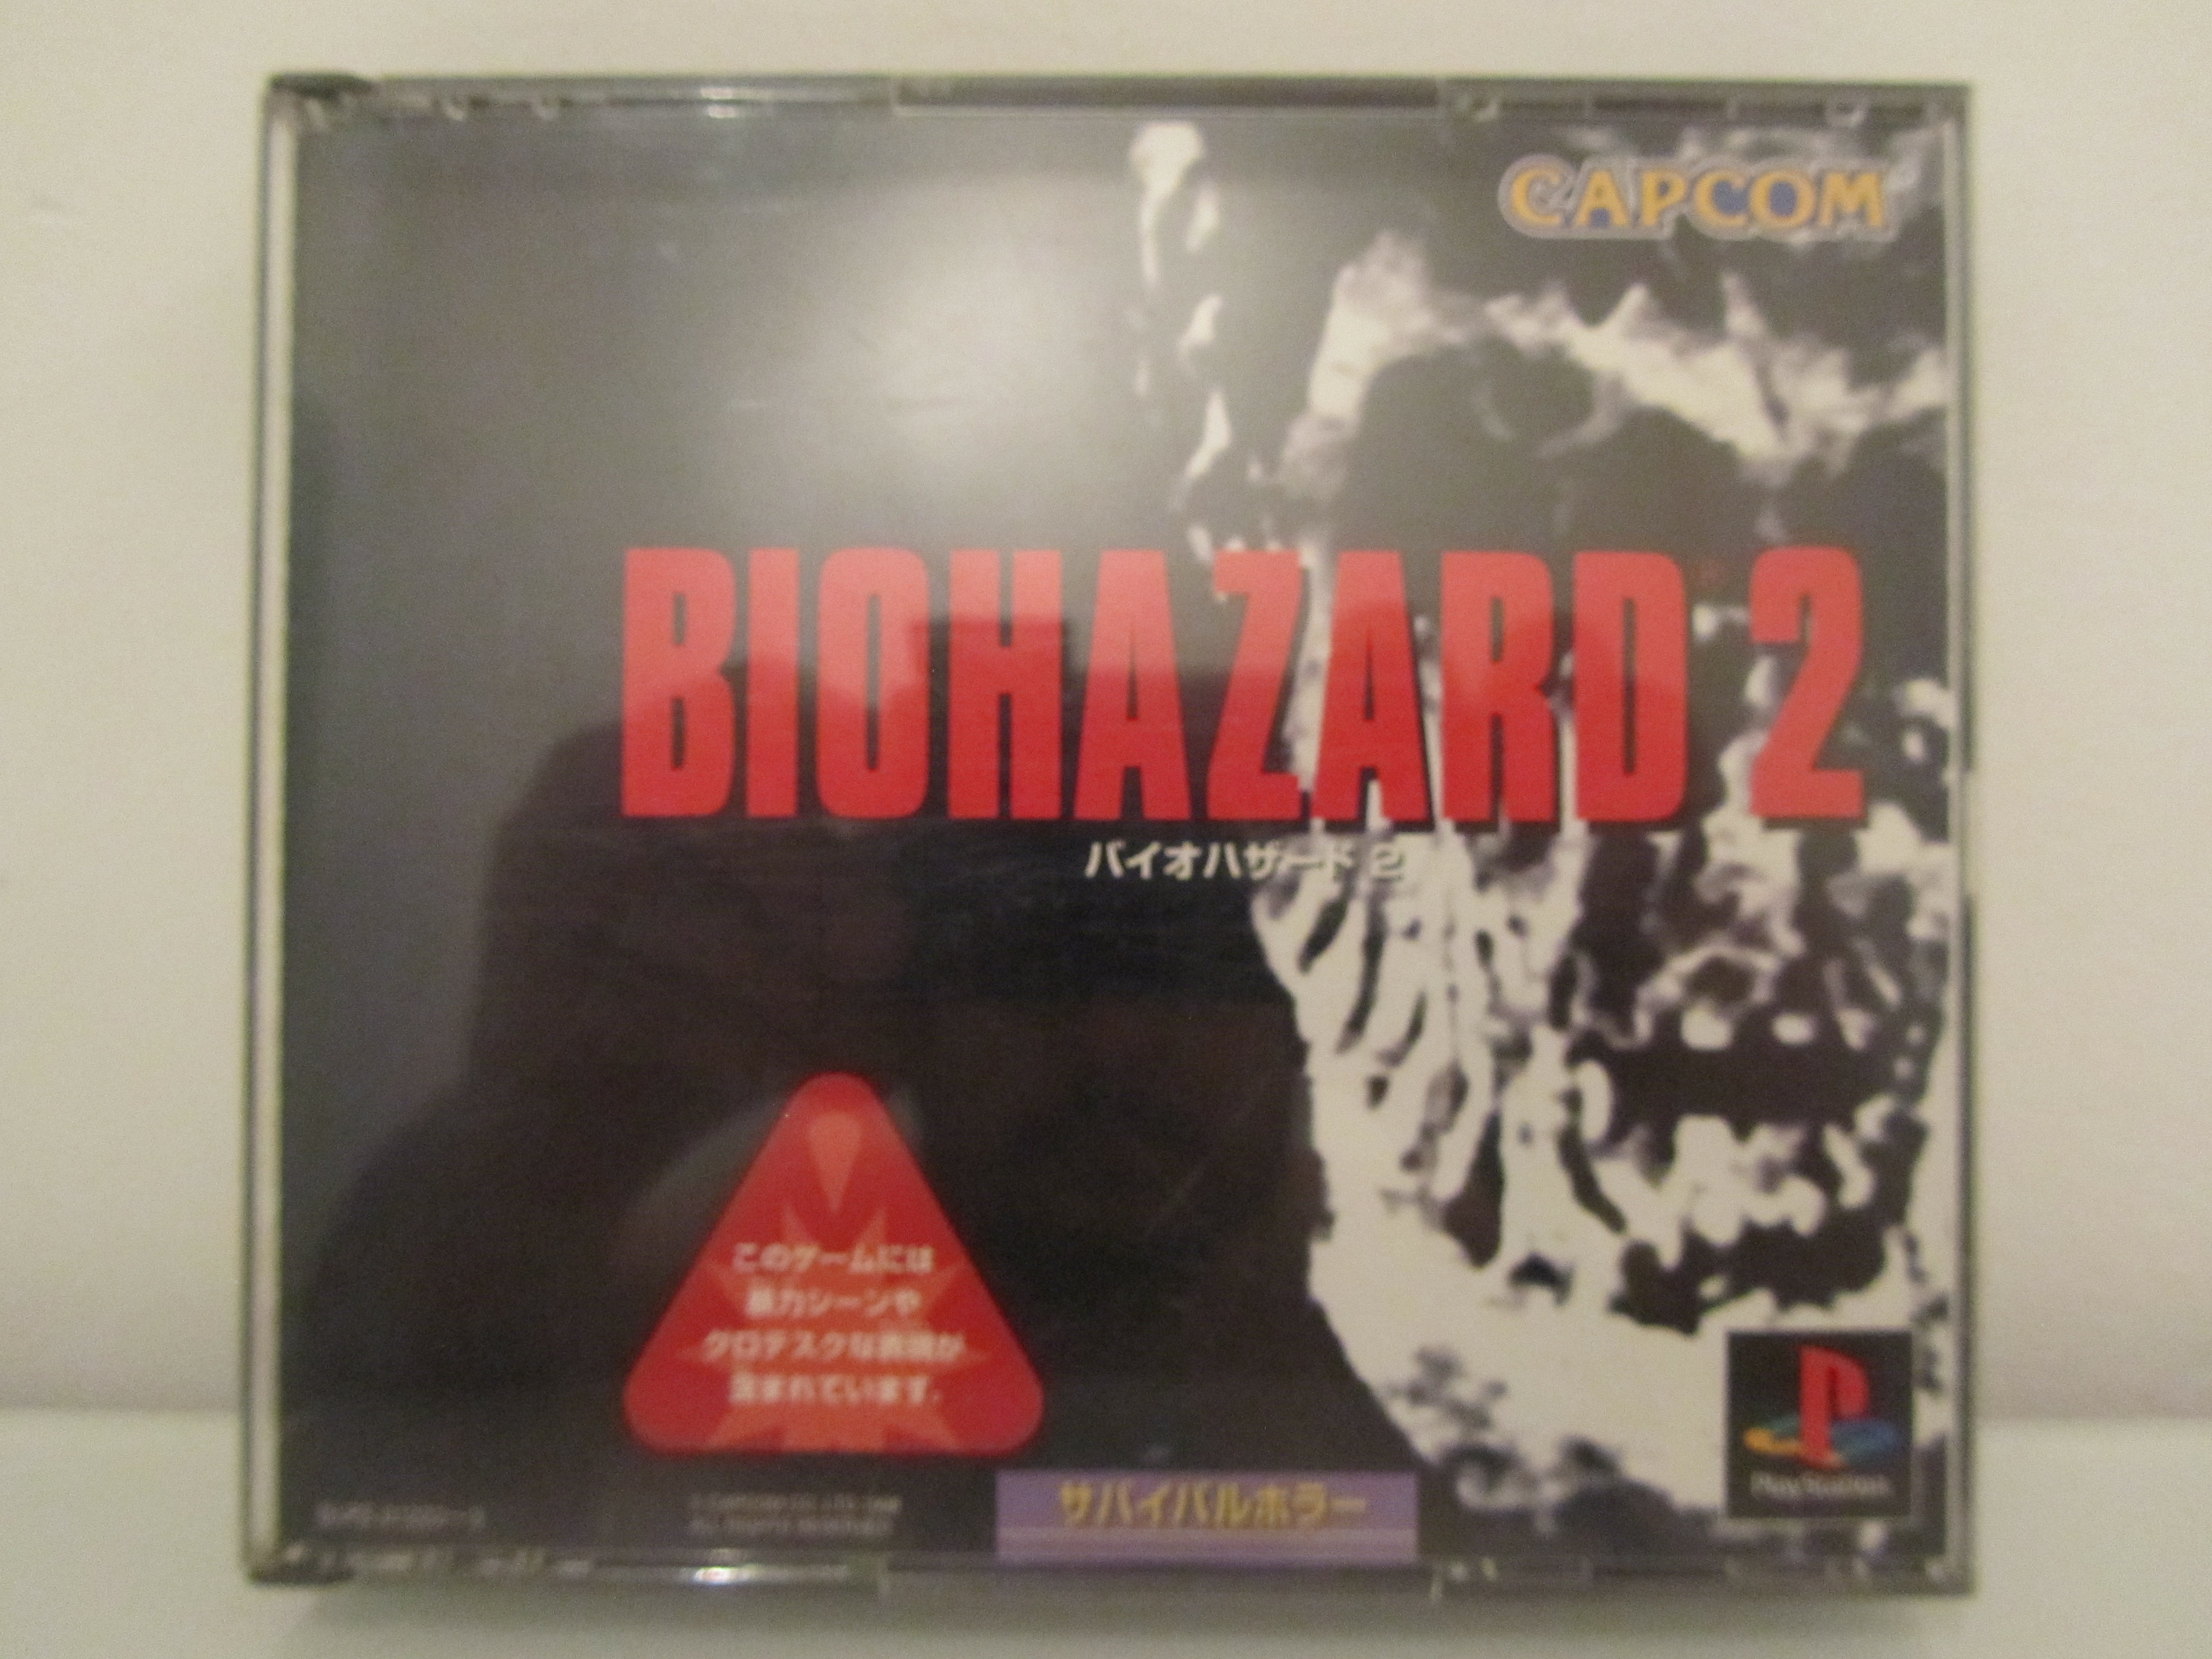 CAPCOM
BIOHAZARD 2
バイオハザード 2
このゲームには
暴力シーンや
グロテスクな表現が
含まれています.
サバイバルホラー
PlayStation